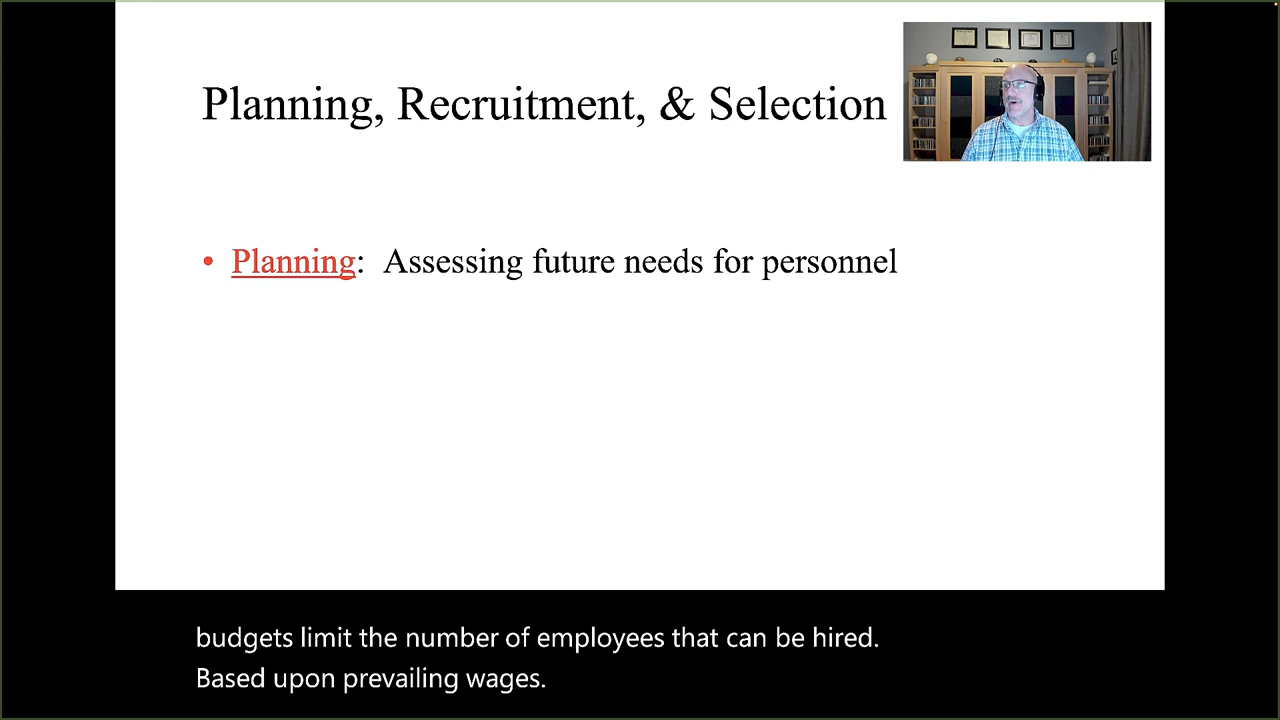 Planning, Recruitment, & Selection
• Planning: Assessing future needs for personnel
budgets limit the number of employees that can be hired.
Based upon prevailing wages.